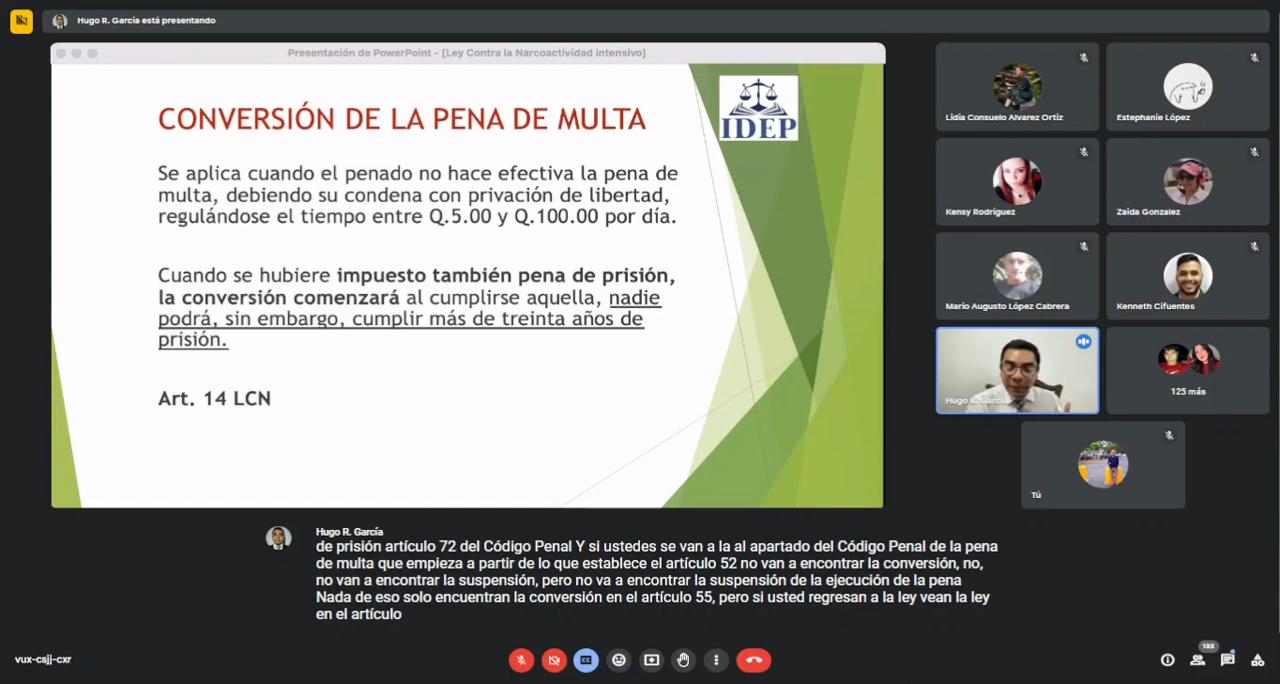 Hugo R. García está presentando
Presentación de PowerPoint - [Ley Contra la Narcoactividad intensivo]
IDEP
CONVERSIÓN DE LA PENA DE MULTA
Se aplica cuando el penado no hace efectiva la pena de
multa, debiendo su condena con privación de libertad,
regulándose el tiempo entre Q.5.00 y Q.100.00 por día.
Cuando se hubiere impuesto también pena de prisión,
la conversión comenzará al cumplirse aquella, nadie
podrá, sin embargo, cumplir más de treinta años de
prisión.
Art. 14 LCN
Lidia Consuelo Alvarez Ortiz
Estephanie López
Kensy Rodríguez
Zaida Gonzalez
Mario Augusto López Cabrera
Kenneth Cifuentes
Hugo R. García
125 más
Tú
Hugo R. García
de prisión artículo 72 del Código Penal Y si ustedes se van a la al apartado del Código Penal de la pena
de multa que empieza a partir de lo que establece el artículo 52 no van a encontrar la conversión, no,
no van a encontrar la suspensión, pero no va a encontrar la suspensión de la ejecución de la pena
Nada de eso solo encuentran la conversión en el artículo 55, pero si usted regresan a la ley vean la ley
en el artículo
vux-csjj-cxr
CC
133